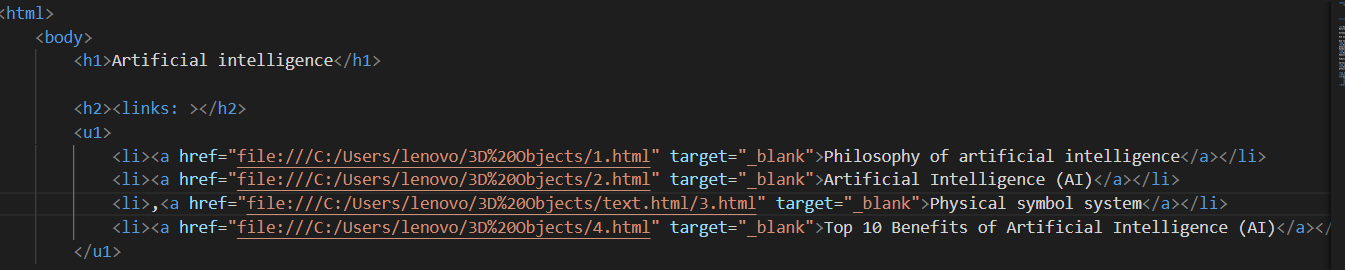 <html>
<body>
<h1>Artificial intelligence</h1>
<h2><links: ></h2>
<u1>
<li><a href="file:///C:/Users/lenovo/3D%20Objects/1.html" target="_blank">Philosophy of artificial intelligence</a></li>
<li><a href="file:///C:/Users/lenovo/3D%20Objects/2.html" target="_blank">Artificial Intelligence (AI)</a></li>
<li>,<a href="file:///C:/Users/lenovo/3D%20Objects/text.html/3.html" target="_blank">Physical symbol system</a></li>
<li><a href="file:///C:/Users/lenovo/3D%20Objects/4.html" target="_blank">Top 10 Benefits of Artificial Intelligence (AI)</a></
</u1>